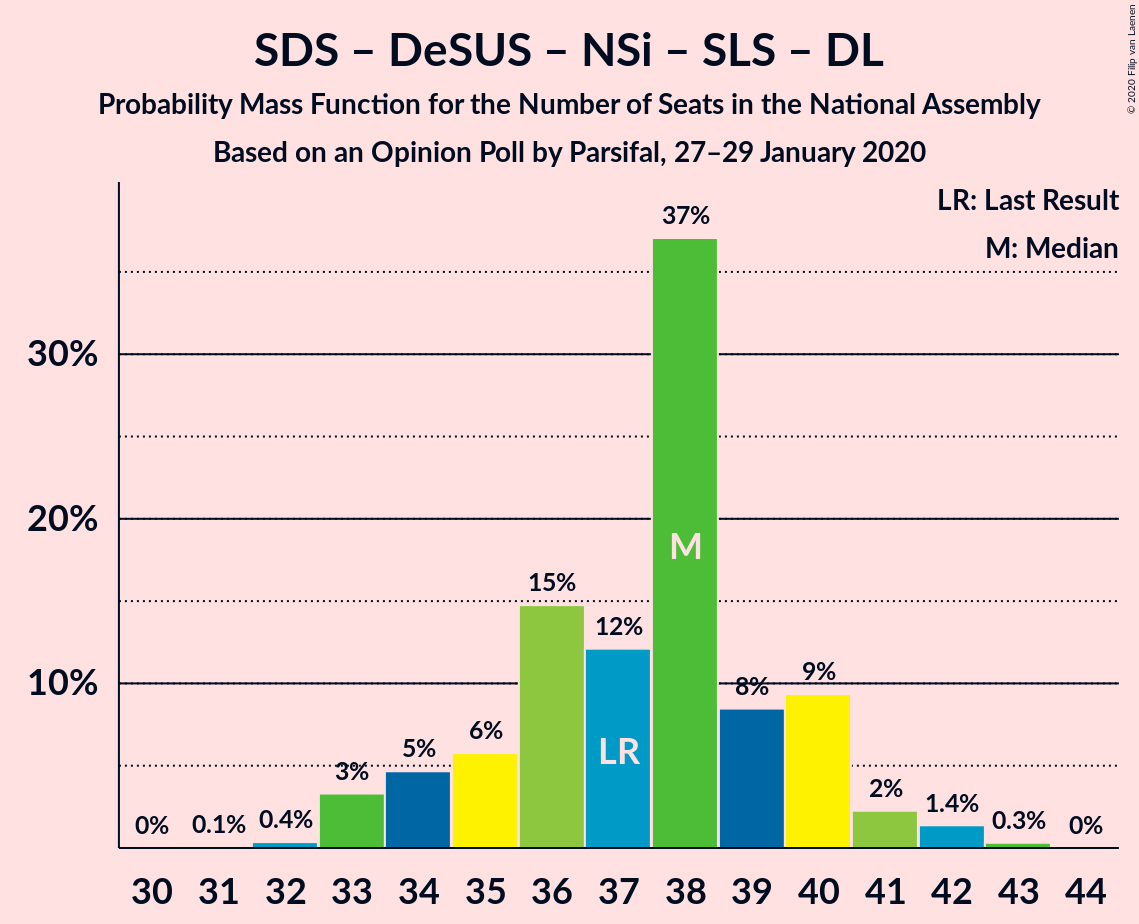 SDS – DeSUS – NSi – SLS – DL
Probability Mass Function for the Number of Seats in the National Assembly
Based on an Opinion Poll by Parsifal, 27–29 January 2020
© 2020 Filip van Laenen
LR: Last Result
M: Median
30%
20%
10%
0%
0.1%
0.4%
3%
5%
6%
15%
12%
37%
8%
9%
2%
1.4%
0.3%
0%
M
LR
30 31 32 33 34 35 36 37 38 39 40 41 42 43 44